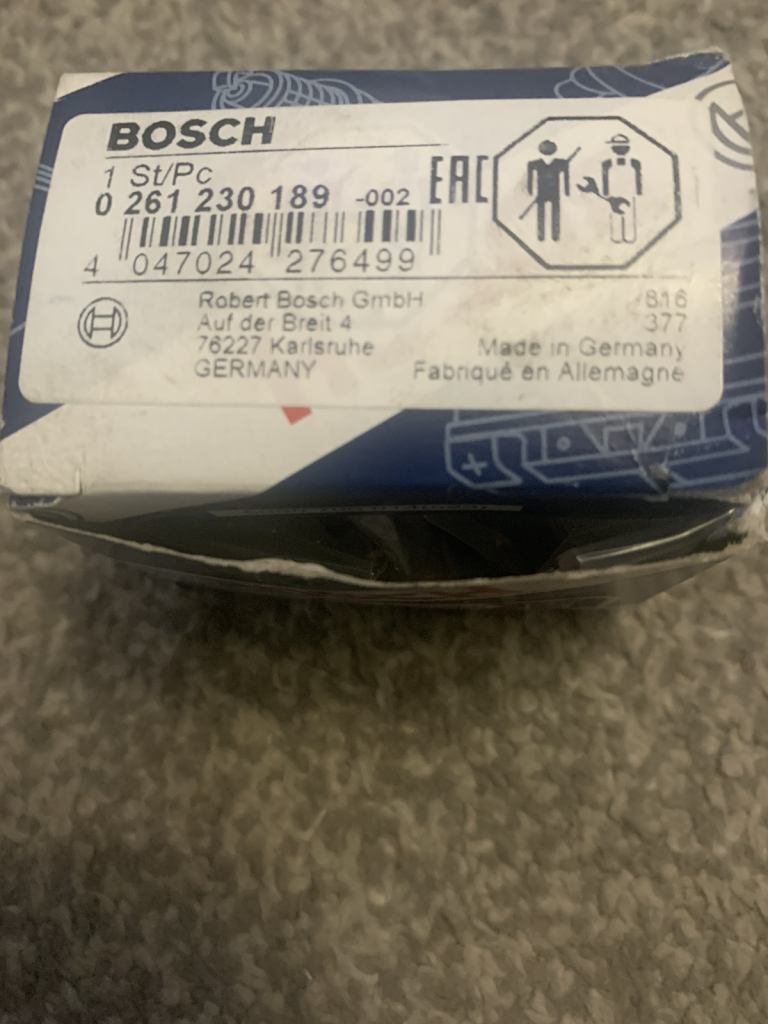 BOSCH
1 St/Pc
0 261 230 189 -002
EAC
4 047024 276499
Robert Bosch GmbH
Auf der Breit 4
76227 Karlsruhe
GERMANY
816
377
Made in Germany
Fabriqué en Allemagne